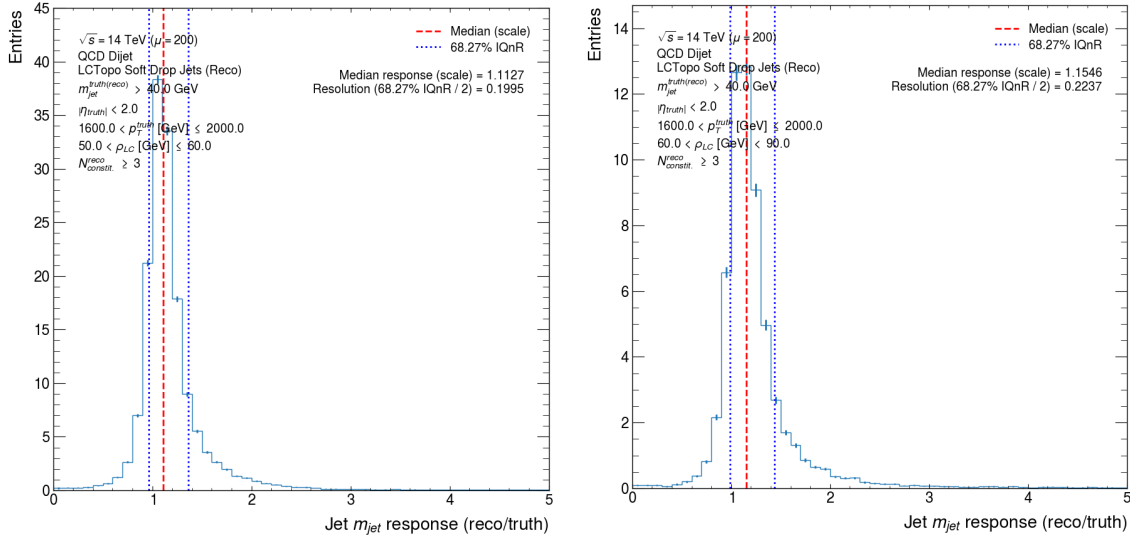 Entries
45
40
35
30
25
20
15
10
5
0
√s = 14 TeV (μ = 200)
QCD Dijet
LCTopo Soft Drop Jets (Reco)
m_jet^truth(reco) > 40.0 GeV
|η_truth| < 2.0
1600.0 < p_T^truth [GeV] ≤ 2000.0
50.0 < ρ_LC [GeV] ≤ 60.0
N_constit.^reco ≥ 3
Median (scale)
68.27% IQnR
Median response (scale) = 1.1127
Resolution (68.27% IQnR / 2) = 0.1995
0 1 2 3 4 5
Jet m_jet response (reco/truth)
Entries
14
12
10
8
6
4
2
0
√s = 14 TeV (μ = 200)
QCD Dijet
LCTopo Soft Drop Jets (Reco)
m_jet^truth(reco) > 40.0 GeV
|η_truth| < 2.0
1600.0 < p_T^truth [GeV] ≤ 2000.0
60.0 < ρ_LC [GeV] < 90.0
N_constit.^reco ≥ 3
Median (scale)
68.27% IQnR
Median response (scale) = 1.1546
Resolution (68.27% IQnR / 2) = 0.2237
0 1 2 3 4 5
Jet m_jet response (reco/truth)